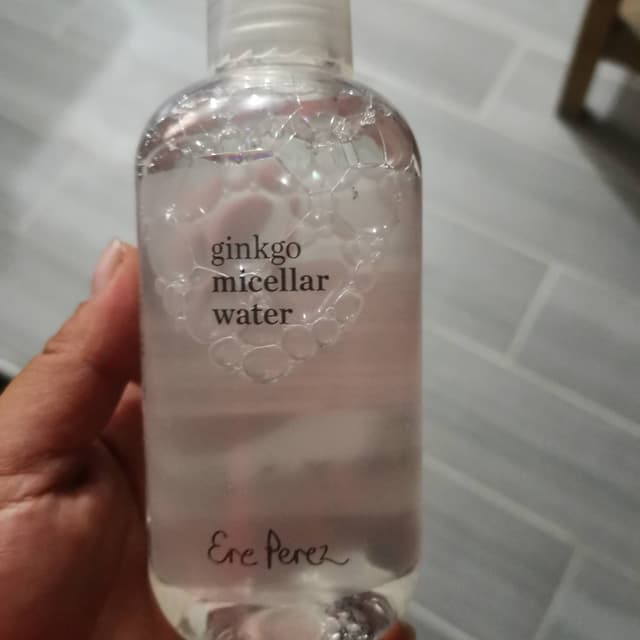 ginkgo
micellar
water
Ere Perez